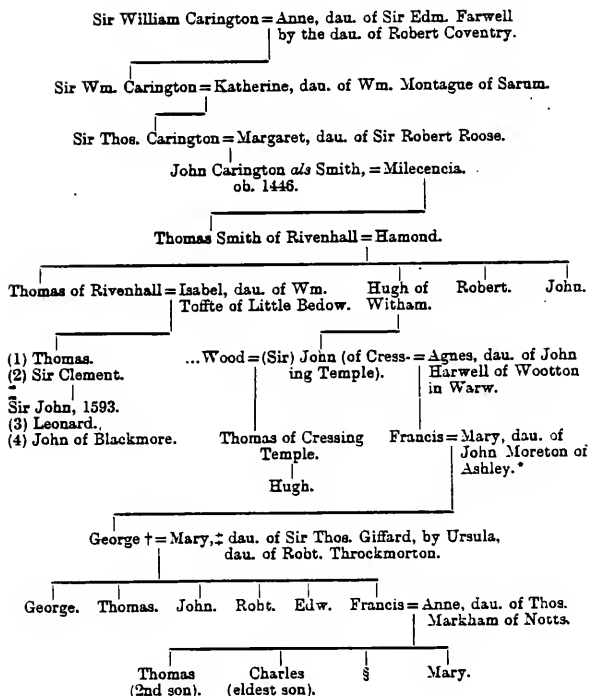 Sir William Carington = Anne, dau. of Sir Edm. Farwell
by the dau. of Robert Coventry.
Sir Wm. Carington = Katherine, dau. of Wm. Montague of Sarum.
Sir Thos. Carington = Margaret, dau. of Sir Robert Roose.
John Carington als Smith, = Milecencia.
ob. 1446.
Thomas Smith of Rivenhall = Hamond.
Thomas of Rivenhall = Isabel, dau. of Wm. Toffte of Little Bedow.
Hugh of Witham.
Robert.
John.
(1) Thomas.
(2) Sir Clement.
Sir John, 1593.
(3) Leonard.
(4) John of Blackmore.
...Wood = (Sir) John (of Cressing Temple). = Agnes, dau. of John Harwell of Wootton in Warw.
Thomas of Cressing
Temple.
Hugh.
Francis = Mary, dau. of
John Moreton of
Ashley.*
George † = Mary,‡ dau. of Sir Thos. Giffard, by Ursula,
dau. of Robt. Throckmorton.
George. Thomas. John. Robt. Edw. Francis = Anne, dau. of Thos.
Markham of Notts.
Thomas
(2nd son).
Charles
(eldest son).
§
Mary.